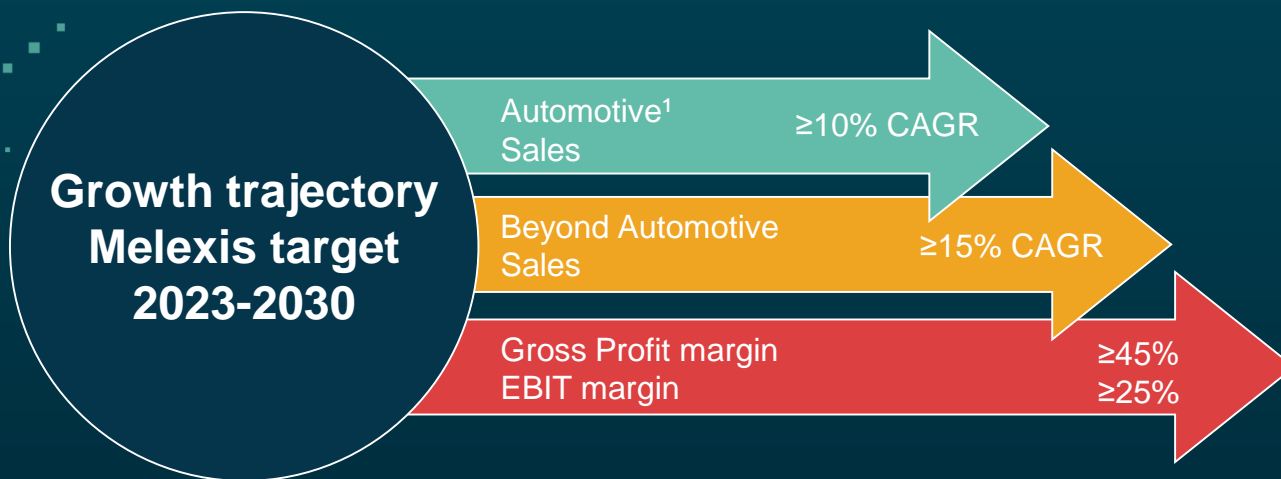 Growth trajectory
Melexis target
2023-2030
Automotive¹
Sales
≥10% CAGR
Beyond Automotive
Sales
≥15% CAGR
Gross Profit margin
EBIT margin
≥45%
≥25%